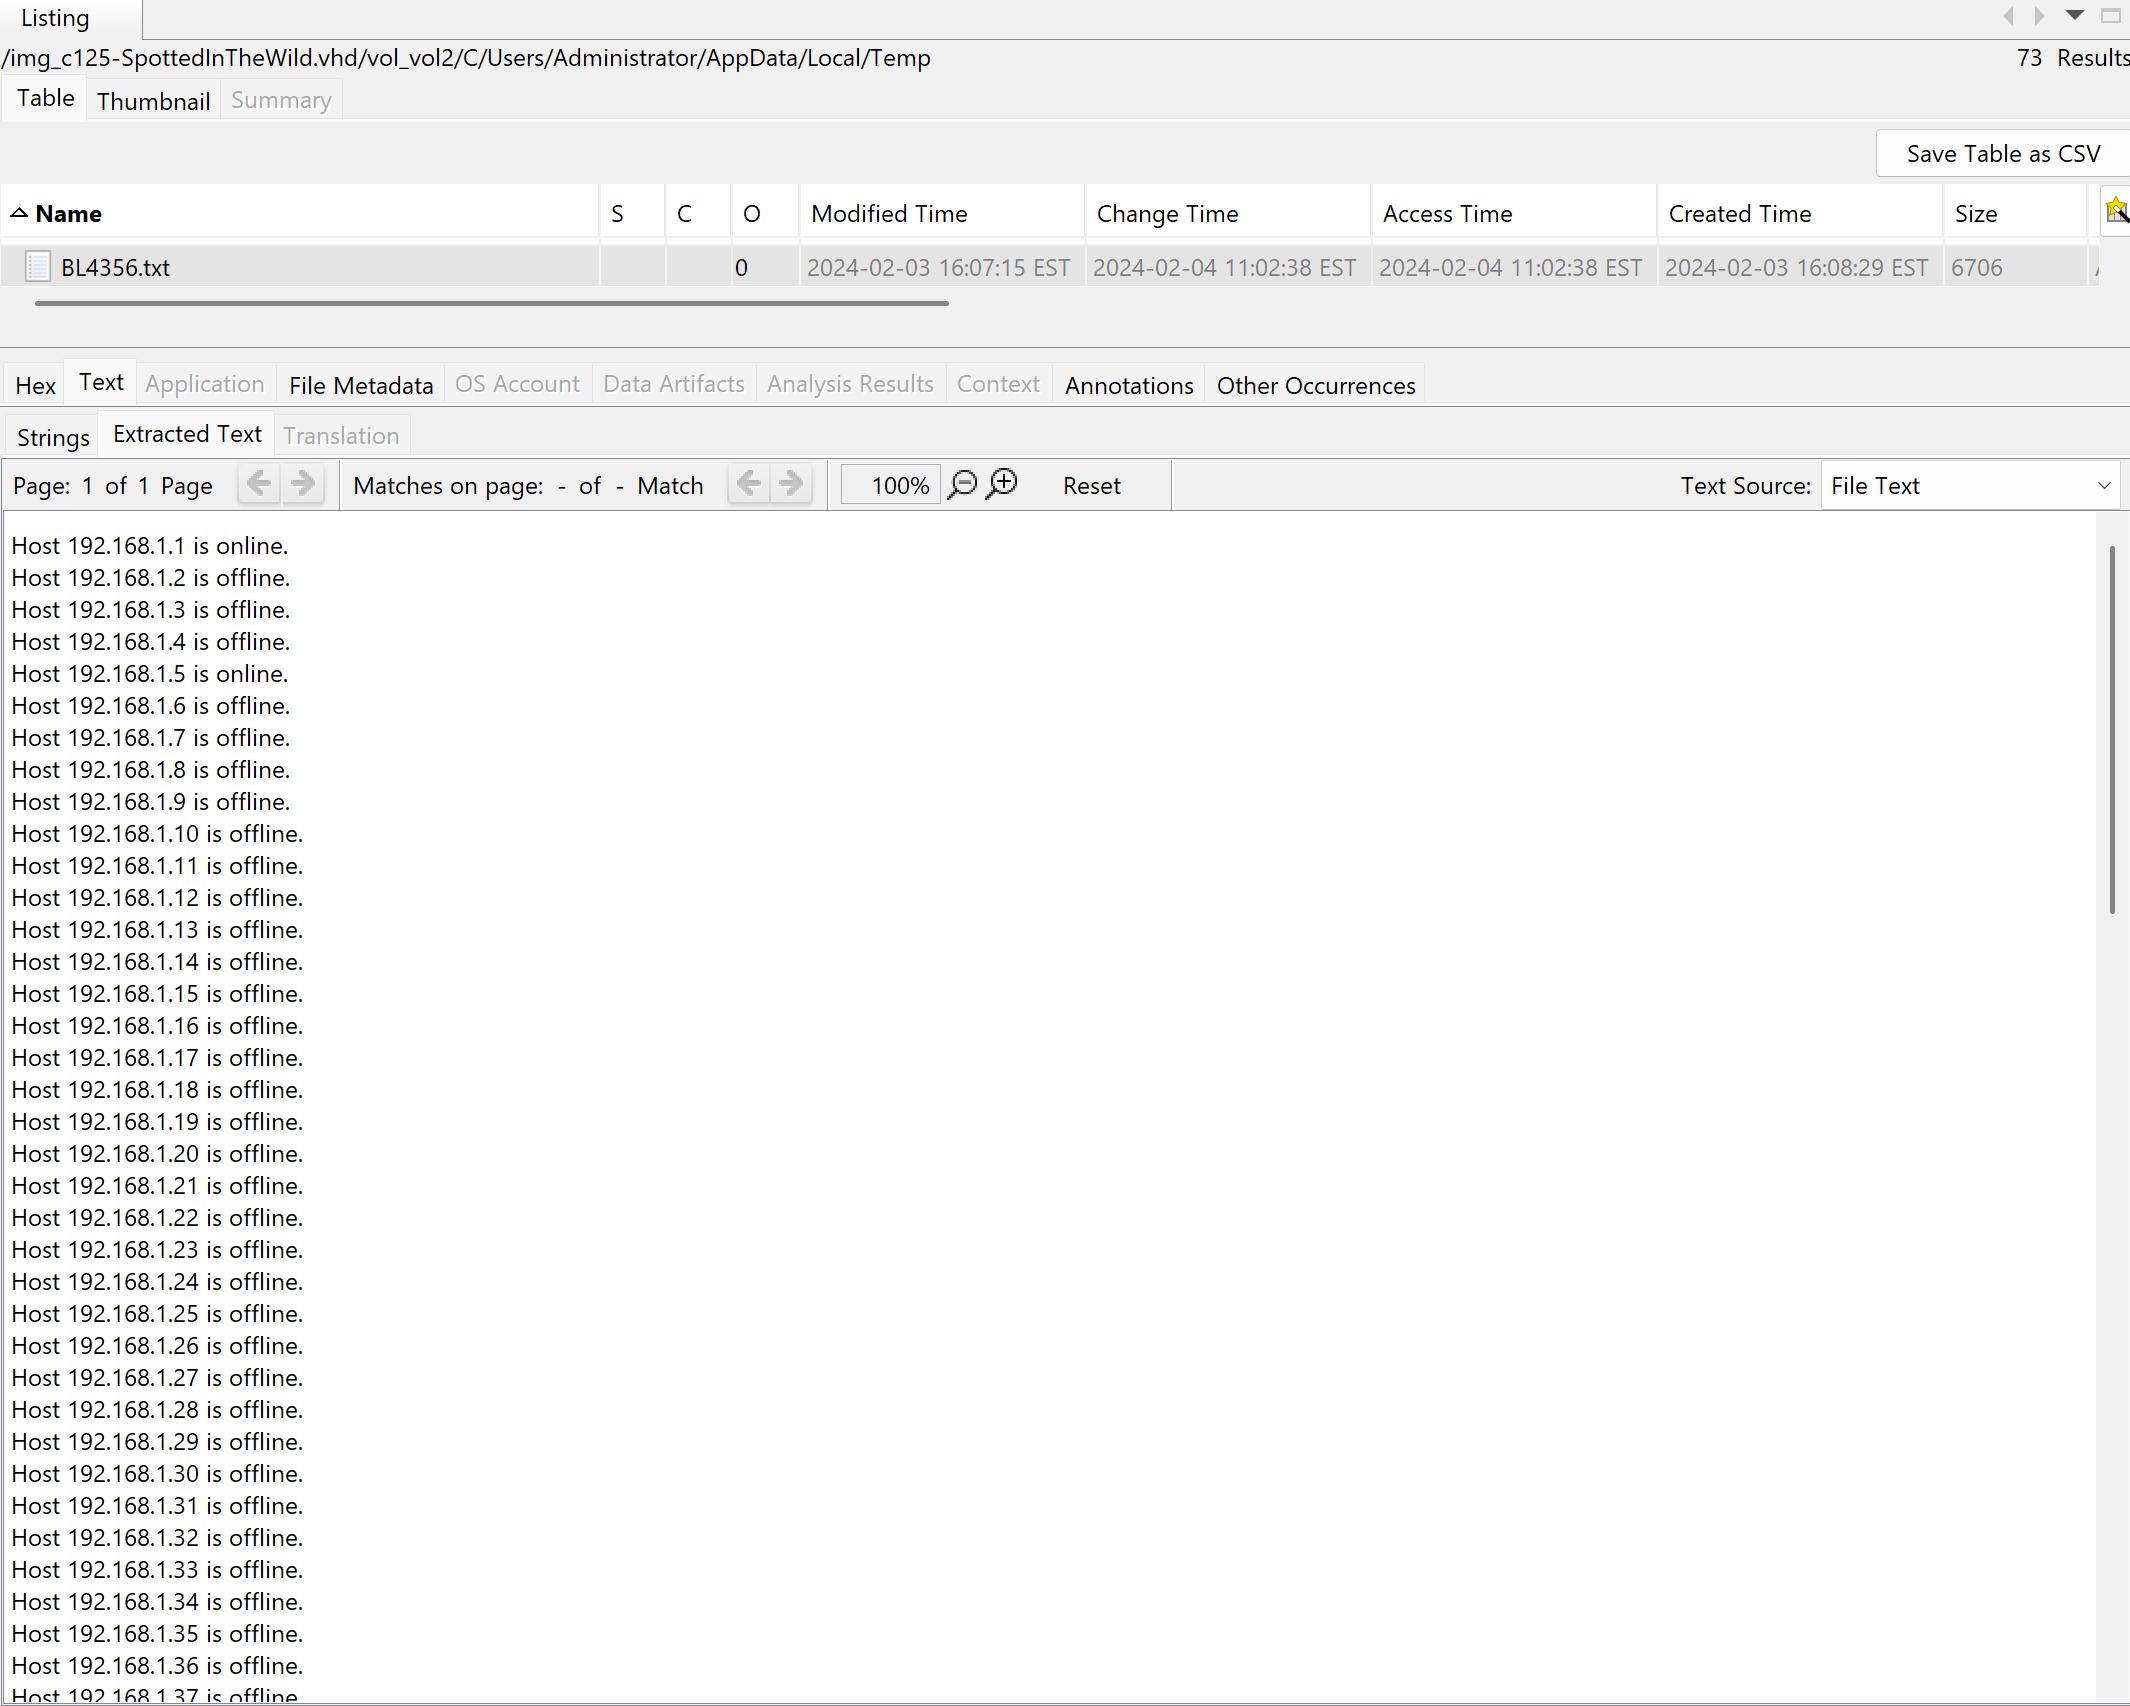 Listing
/img_c125-SpottedInTheWild.vhd/vol_vol2/C/Users/Administrator/AppData/Local/Temp
73 Results
Table Thumbnail Summary
Save Table as CSV
Name S C O Modified Time Change Time Access Time Created Time Size
BL4356.txt 0 2024-02-03 16:07:15 EST 2024-02-04 11:02:38 EST 2024-02-04 11:02:38 EST 2024-02-03 16:08:29 EST 6706
Hex Text Application File Metadata OS Account Data Artifacts Analysis Results Context Annotations Other Occurrences
Strings Extracted Text Translation
Page: 1 of 1 Page Matches on page: - of - Match 100% Reset Text Source: File Text
Host 192.168.1.1 is online.
Host 192.168.1.2 is offline.
Host 192.168.1.3 is offline.
Host 192.168.1.4 is offline.
Host 192.168.1.5 is online.
Host 192.168.1.6 is offline.
Host 192.168.1.7 is offline.
Host 192.168.1.8 is offline.
Host 192.168.1.9 is offline.
Host 192.168.1.10 is offline.
Host 192.168.1.11 is offline.
Host 192.168.1.12 is offline.
Host 192.168.1.13 is offline.
Host 192.168.1.14 is offline.
Host 192.168.1.15 is offline.
Host 192.168.1.16 is offline.
Host 192.168.1.17 is offline.
Host 192.168.1.18 is offline.
Host 192.168.1.19 is offline.
Host 192.168.1.20 is offline.
Host 192.168.1.21 is offline.
Host 192.168.1.22 is offline.
Host 192.168.1.23 is offline.
Host 192.168.1.24 is offline.
Host 192.168.1.25 is offline.
Host 192.168.1.26 is offline.
Host 192.168.1.27 is offline.
Host 192.168.1.28 is offline.
Host 192.168.1.29 is offline.
Host 192.168.1.30 is offline.
Host 192.168.1.31 is offline.
Host 192.168.1.32 is offline.
Host 192.168.1.33 is offline.
Host 192.168.1.34 is offline.
Host 192.168.1.35 is offline.
Host 192.168.1.36 is offline.
Host 192.168.1.37 is offline.